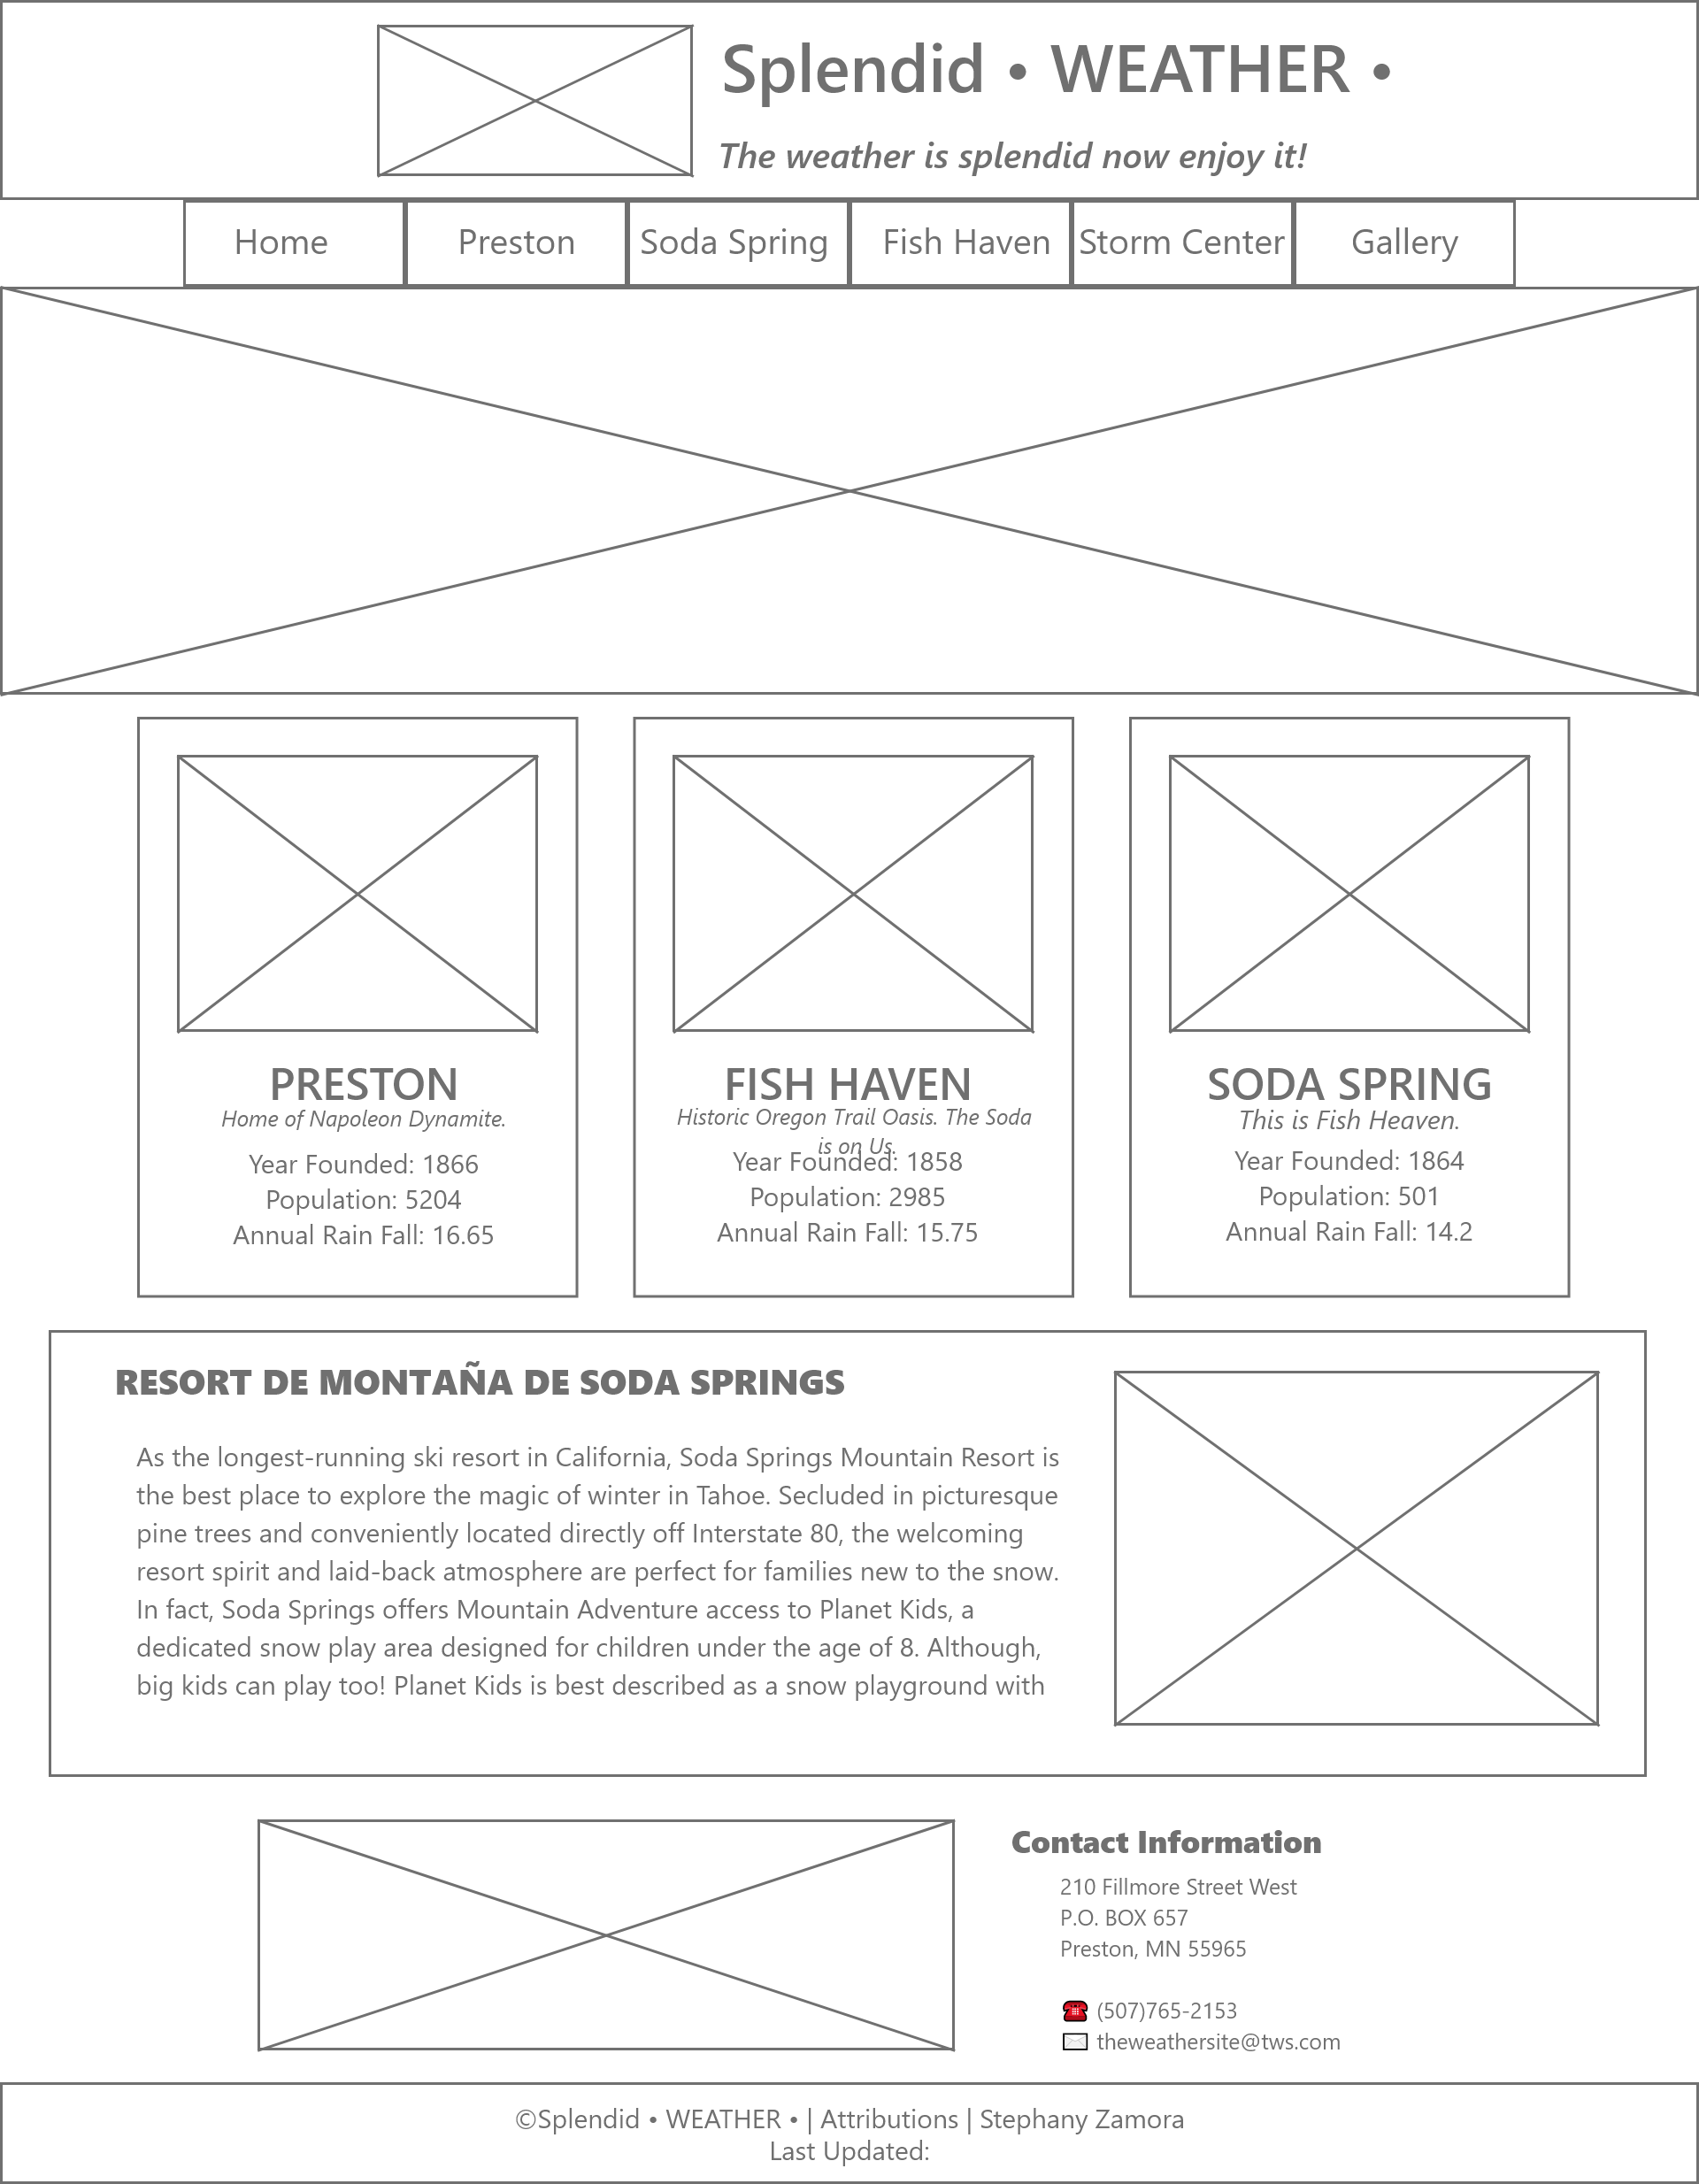 Splendid • WEATHER •
The weather is splendid now enjoy it!
Home Preston Soda Spring Fish Haven Storm Center Gallery
PRESTON
Home of Napoleon Dynamite.
Year Founded: 1866
Population: 5204
Annual Rain Fall: 16.65
FISH HAVEN
Historic Oregon Trail Oasis. The Soda
is on Us.
Year Founded: 1858
Population: 2985
Annual Rain Fall: 15.75
SODA SPRING
This is Fish Heaven.
Year Founded: 1864
Population: 501
Annual Rain Fall: 14.2
RESORT DE MONTAÑA DE SODA SPRINGS
As the longest-running ski resort in California, Soda Springs Mountain Resort is
the best place to explore the magic of winter in Tahoe. Secluded in picturesque
pine trees and conveniently located directly off Interstate 80, the welcoming
resort spirit and laid-back atmosphere are perfect for families new to the snow.
In fact, Soda Springs offers Mountain Adventure access to Planet Kids, a
dedicated snow play area designed for children under the age of 8. Although,
big kids can play too! Planet Kids is best described as a snow playground with
Contact Information
210 Fillmore Street West
P.O. BOX 657
Preston, MN 55965
☎ (507)765-2153
✉ theweathersite@tws.com
©Splendid • WEATHER • | Attributions | Stephany Zamora
Last Updated: